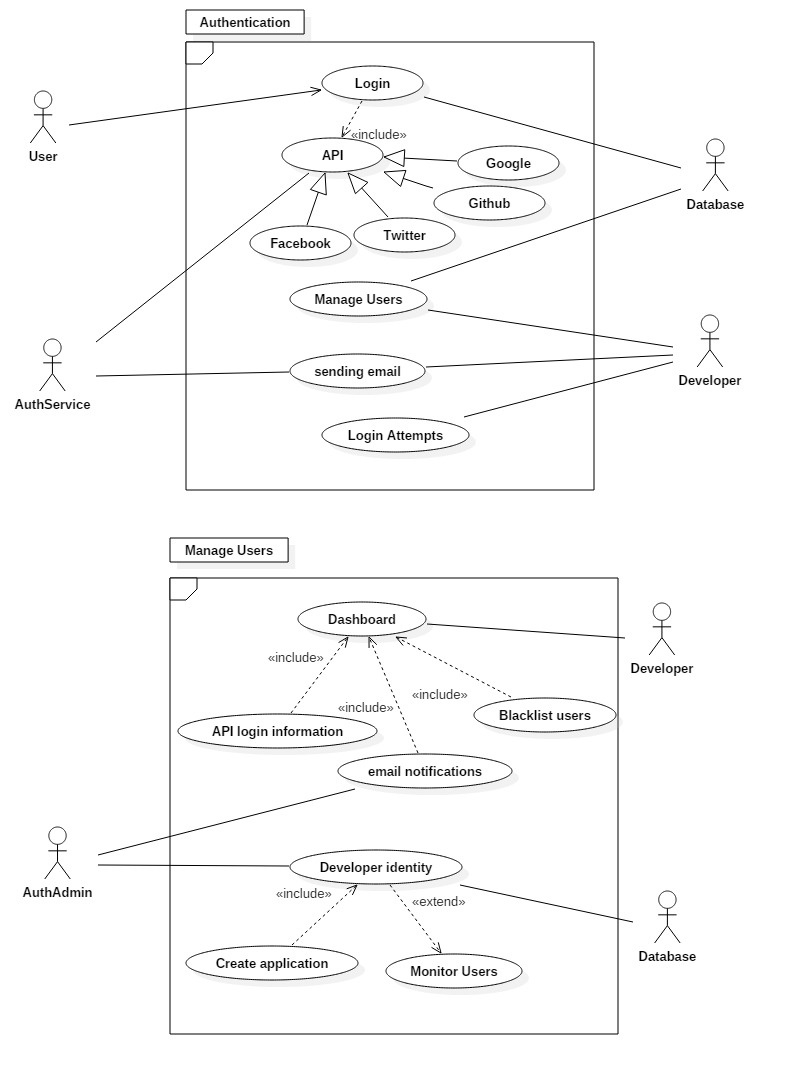 Authentication
Login
User
«include»
API
Google
Github
Database
Facebook
Twitter
Manage Users
sending email
Developer
AuthService
Login Attempts
Manage Users
Dashboard
«include»
Developer
«include»
«include»
API login information
Blacklist users
email notifications
Developer identity
AuthAdmin
«include»
«extend»
Create application
Monitor Users
Database